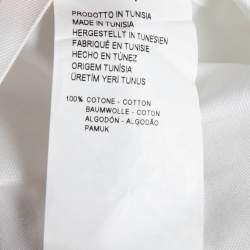 PRODOTTO IN TUNISIA
MADE IN TUNISIA
HERGESTELLT IN TUNESIEN
FABRIQUÉ EN TUNISIE
HECHO EN TÚNEZ
ORIGEM TUNÍSIA
ÜRETİM YERİ TUNUS
100% COTONE - COTTON
BAUMWOLLE - COTON
ALGODÓN - ALGODÃO
PAMUK